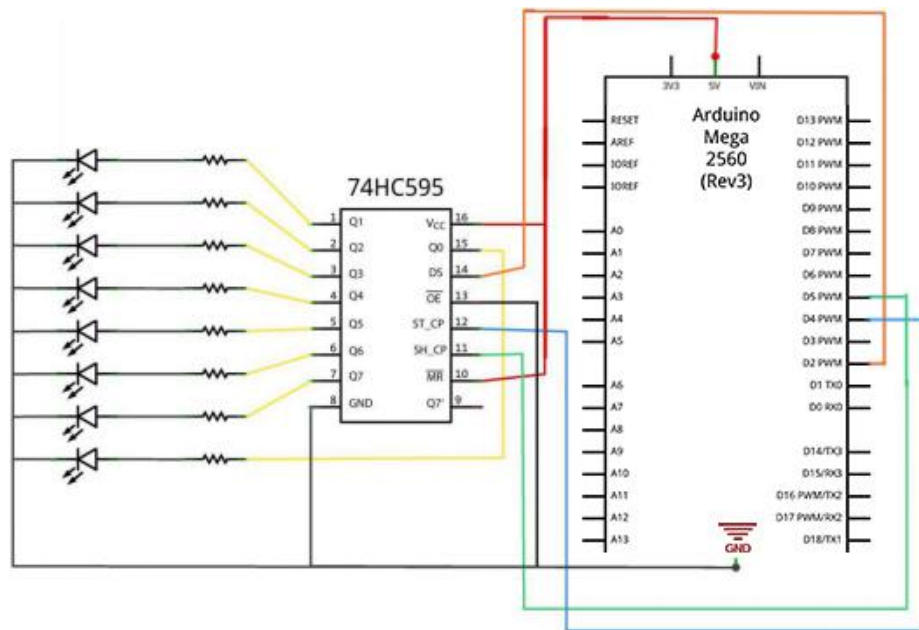 3V3 5V VIN
Arduino
Mega
2560
(Rev3)
RESET D13 PWM
AREF D12 PWM
IOREF D11 PWM
IOREF D10 PWM
D9 PWM
A0 D8 PWM
A1 D7 PWM
A2 D6 PWM
A3 D5 PWM
A4 D4 PWM
A5 D3 PWM
D2 PWM
A6 D1 TX0
A7 D0 RX0
A8
A9 D14/TX3
A10 D15/RX3
A11 D16 PWM/TX2
A12 D17 PWM/RX2
A13 D18/TX1
GND
74HC595
1 Q1 VCC 16
2 Q2 Q0 15
3 Q3 DS 14
4 Q4 OE 13
5 Q5 ST_CP 12
6 Q6 SH_CP 11
7 Q7 MR 10
8 GND Q7' 9